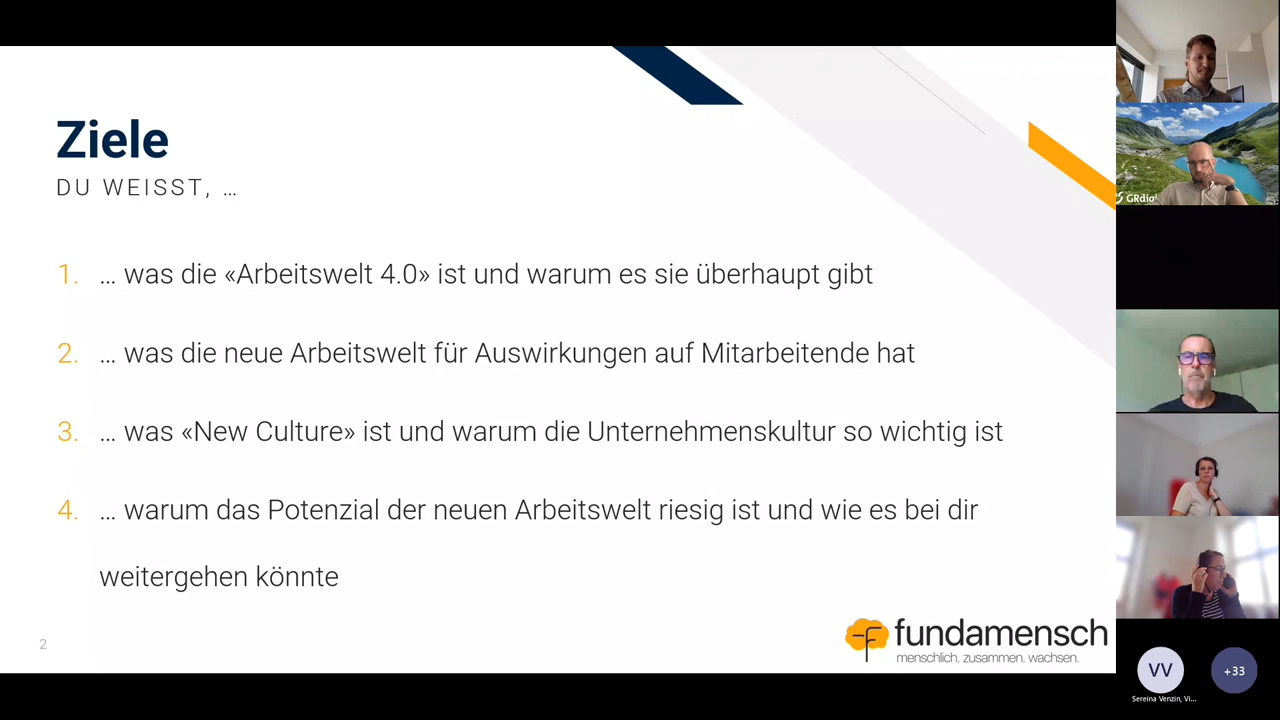 Ziele
DU WEISST, …
1. … was die «Arbeitswelt 4.0» ist und warum es sie überhaupt gibt
2. … was die neue Arbeitswelt für Auswirkungen auf Mitarbeitende hat
3. … was «New Culture» ist und warum die Unternehmenskultur so wichtig ist
4. … warum das Potenzial der neuen Arbeitswelt riesig ist und wie es bei dir
weitergehen könnte
2
fundamensch
menschlich. zusammen. wachsen.
GRdigi
VV
+33
Sereina Venzin, Vi...